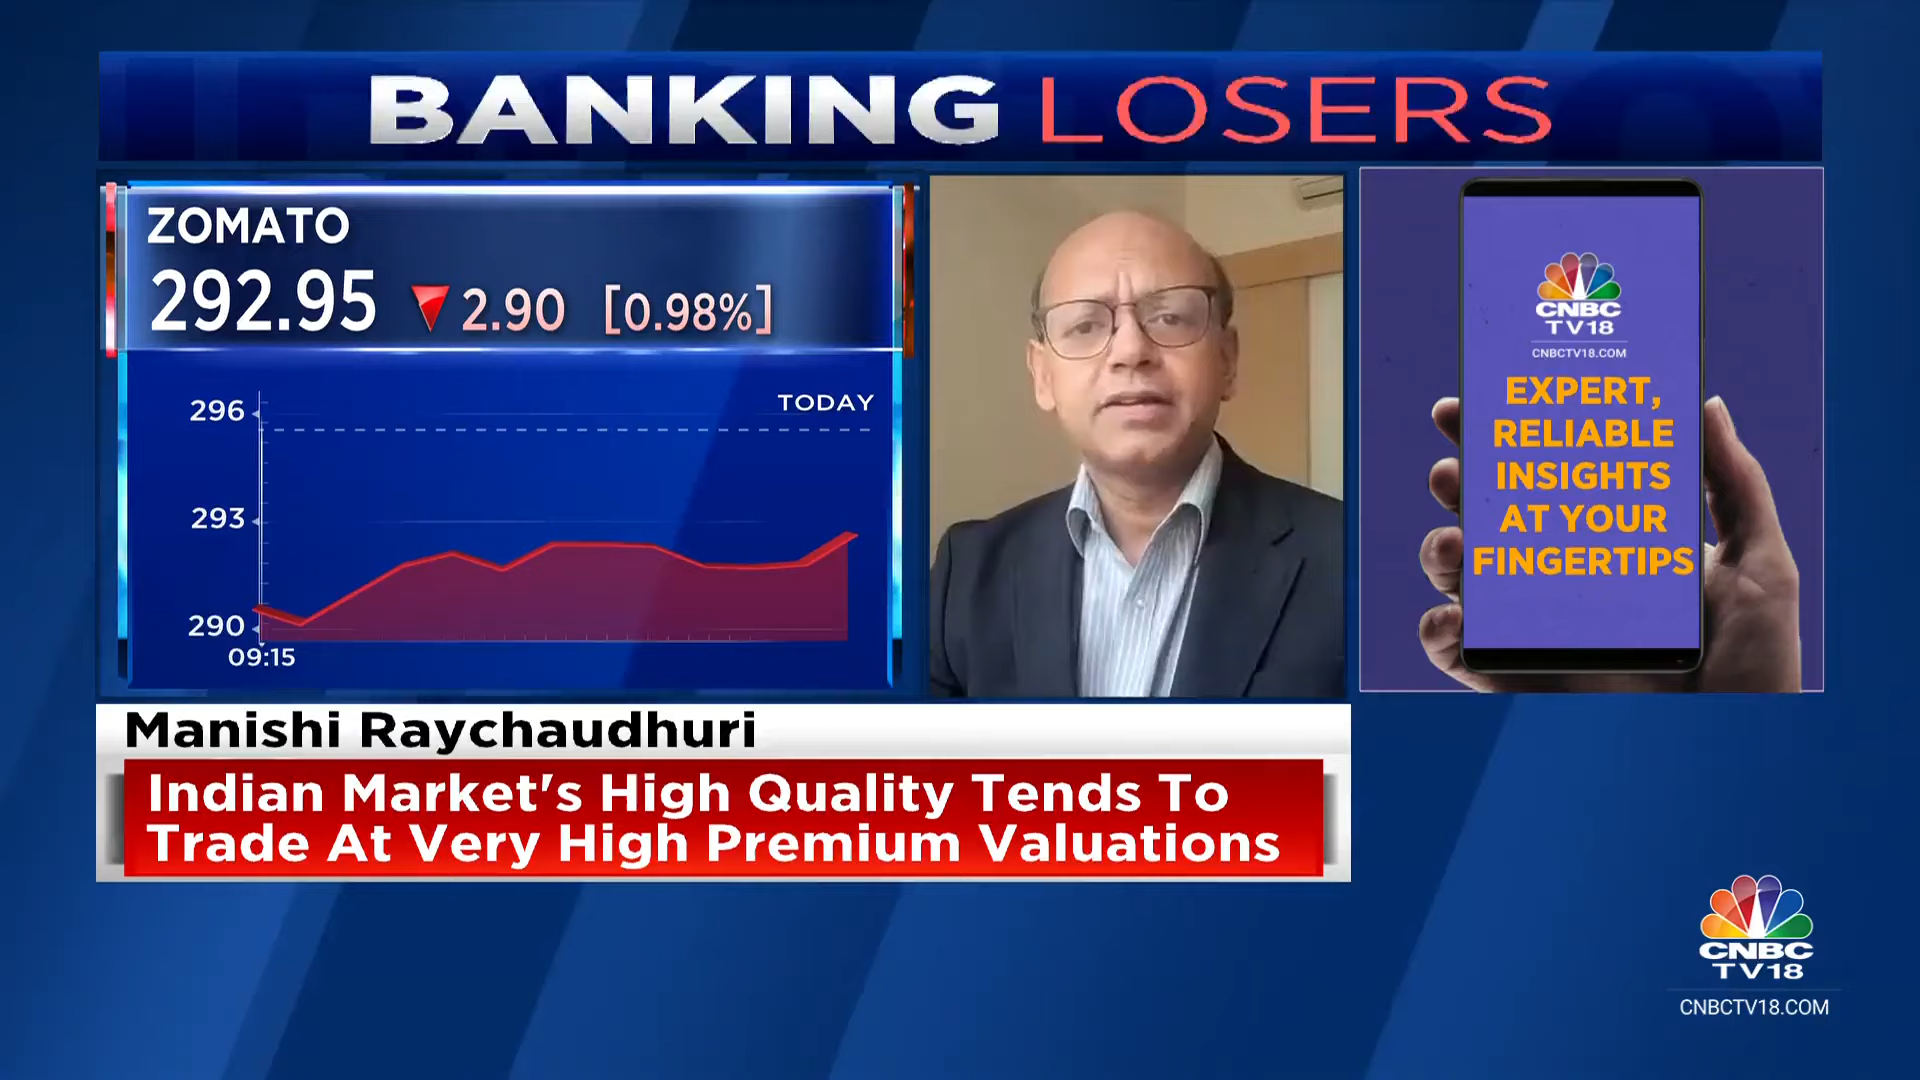 BANKING LOSERS
ZOMATO
292.95 ▼ 2.90 [0.98%]
TODAY
296
293
290
09:15
CNBC
TV18
CNBCTV18.COM
EXPERT,
RELIABLE
INSIGHTS
AT YOUR
FINGERTIPS
Manishi Raychaudhuri
Indian Market's High Quality Tends To
Trade At Very High Premium Valuations
CNBC
TV18
CNBCTV18.COM